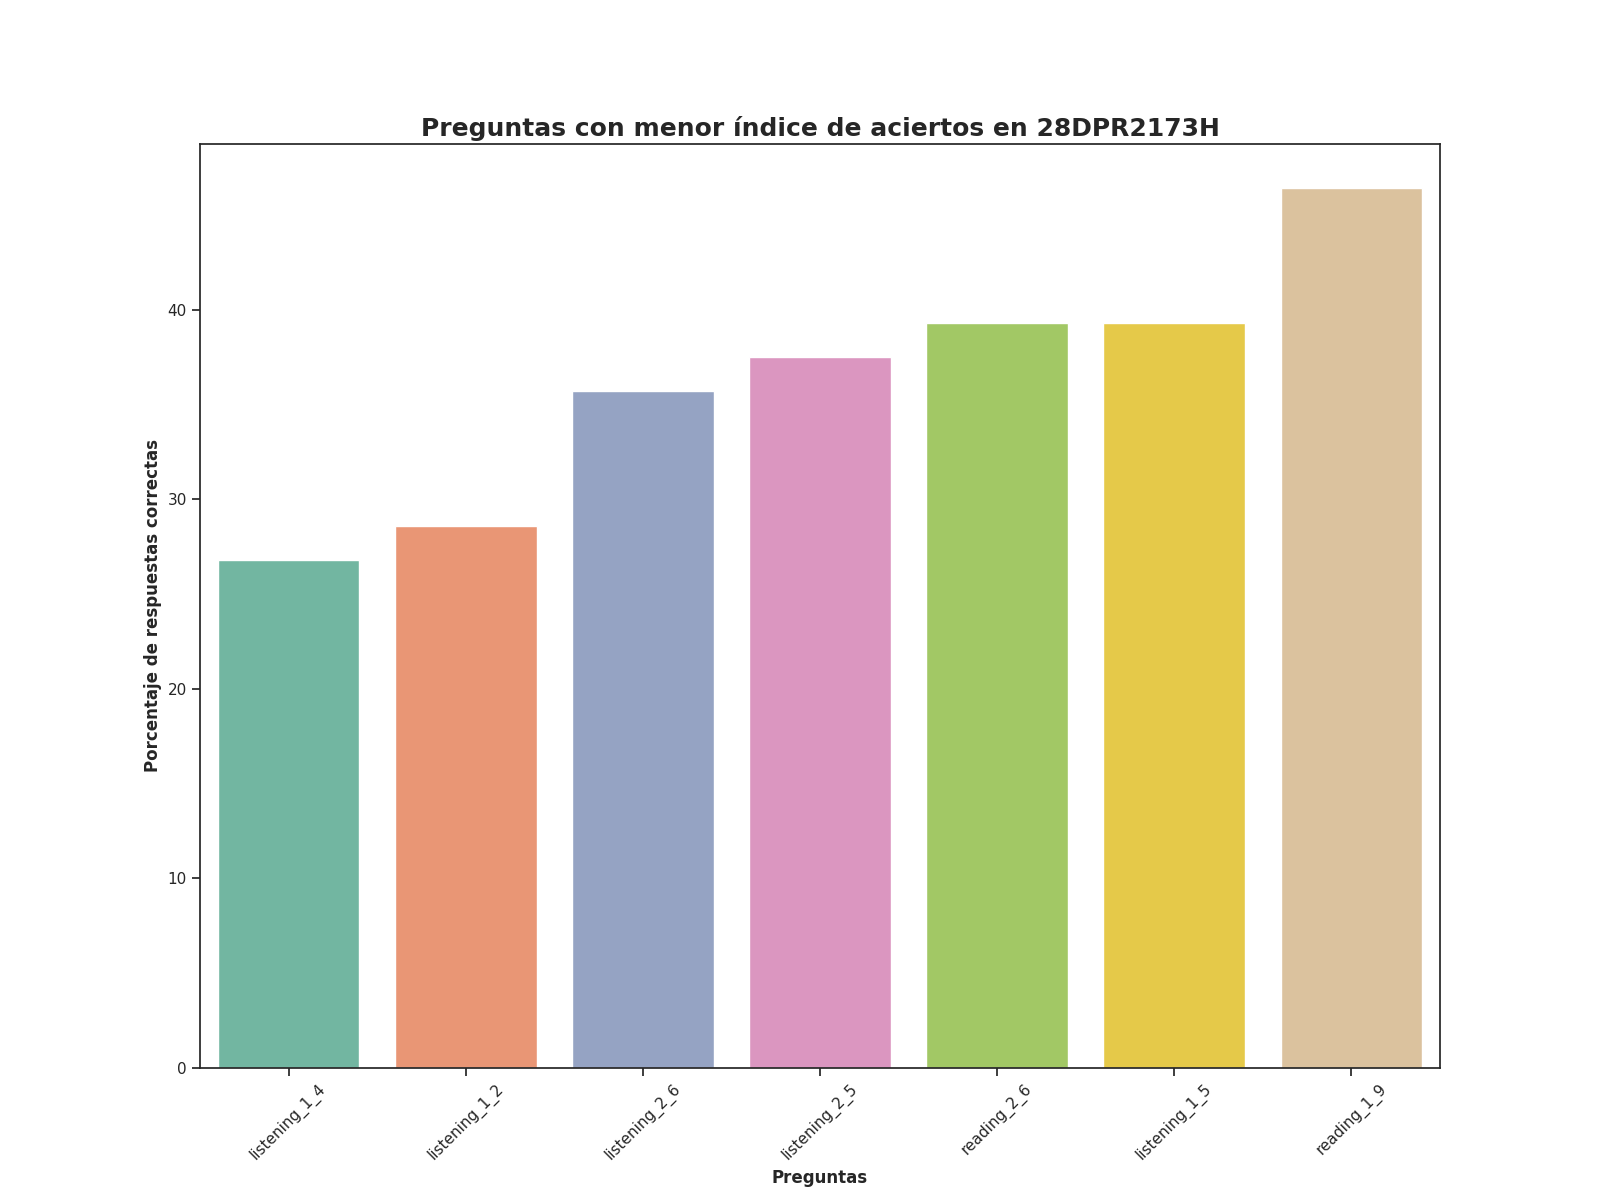 Preguntas con menor índice de aciertos en 28DPR2173H
Porcentaje de respuestas correctas
40
30
20
10
0
listening_1_4
listening_1_2
listening_2_6
listening_2_5
reading_2_6
listening_1_5
reading_1_9
Preguntas